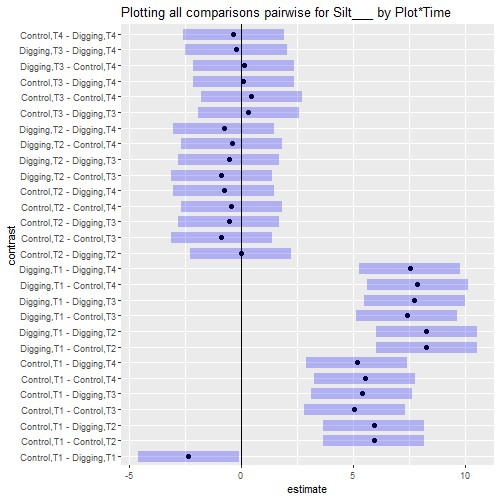 Plotting all comparisons pairwise for Silt___ by Plot*Time
Control,T4 - Digging,T4
Digging,T3 - Digging,T4
Digging,T3 - Control,T4
Control,T3 - Digging,T4
Control,T3 - Control,T4
Control,T3 - Digging,T3
Digging,T2 - Digging,T4
Digging,T2 - Control,T4
Digging,T2 - Digging,T3
Digging,T2 - Control,T3
Control,T2 - Digging,T4
Control,T2 - Control,T4
Control,T2 - Digging,T3
Control,T2 - Control,T3
Control,T2 - Digging,T2
Digging,T1 - Digging,T4
Digging,T1 - Control,T4
Digging,T1 - Digging,T3
Digging,T1 - Control,T3
Digging,T1 - Digging,T2
Digging,T1 - Control,T2
Control,T1 - Digging,T4
Control,T1 - Control,T4
Control,T1 - Digging,T3
Control,T1 - Control,T3
Control,T1 - Digging,T2
Control,T1 - Control,T2
Control,T1 - Digging,T1
contrast
-5 0 5 10
estimate